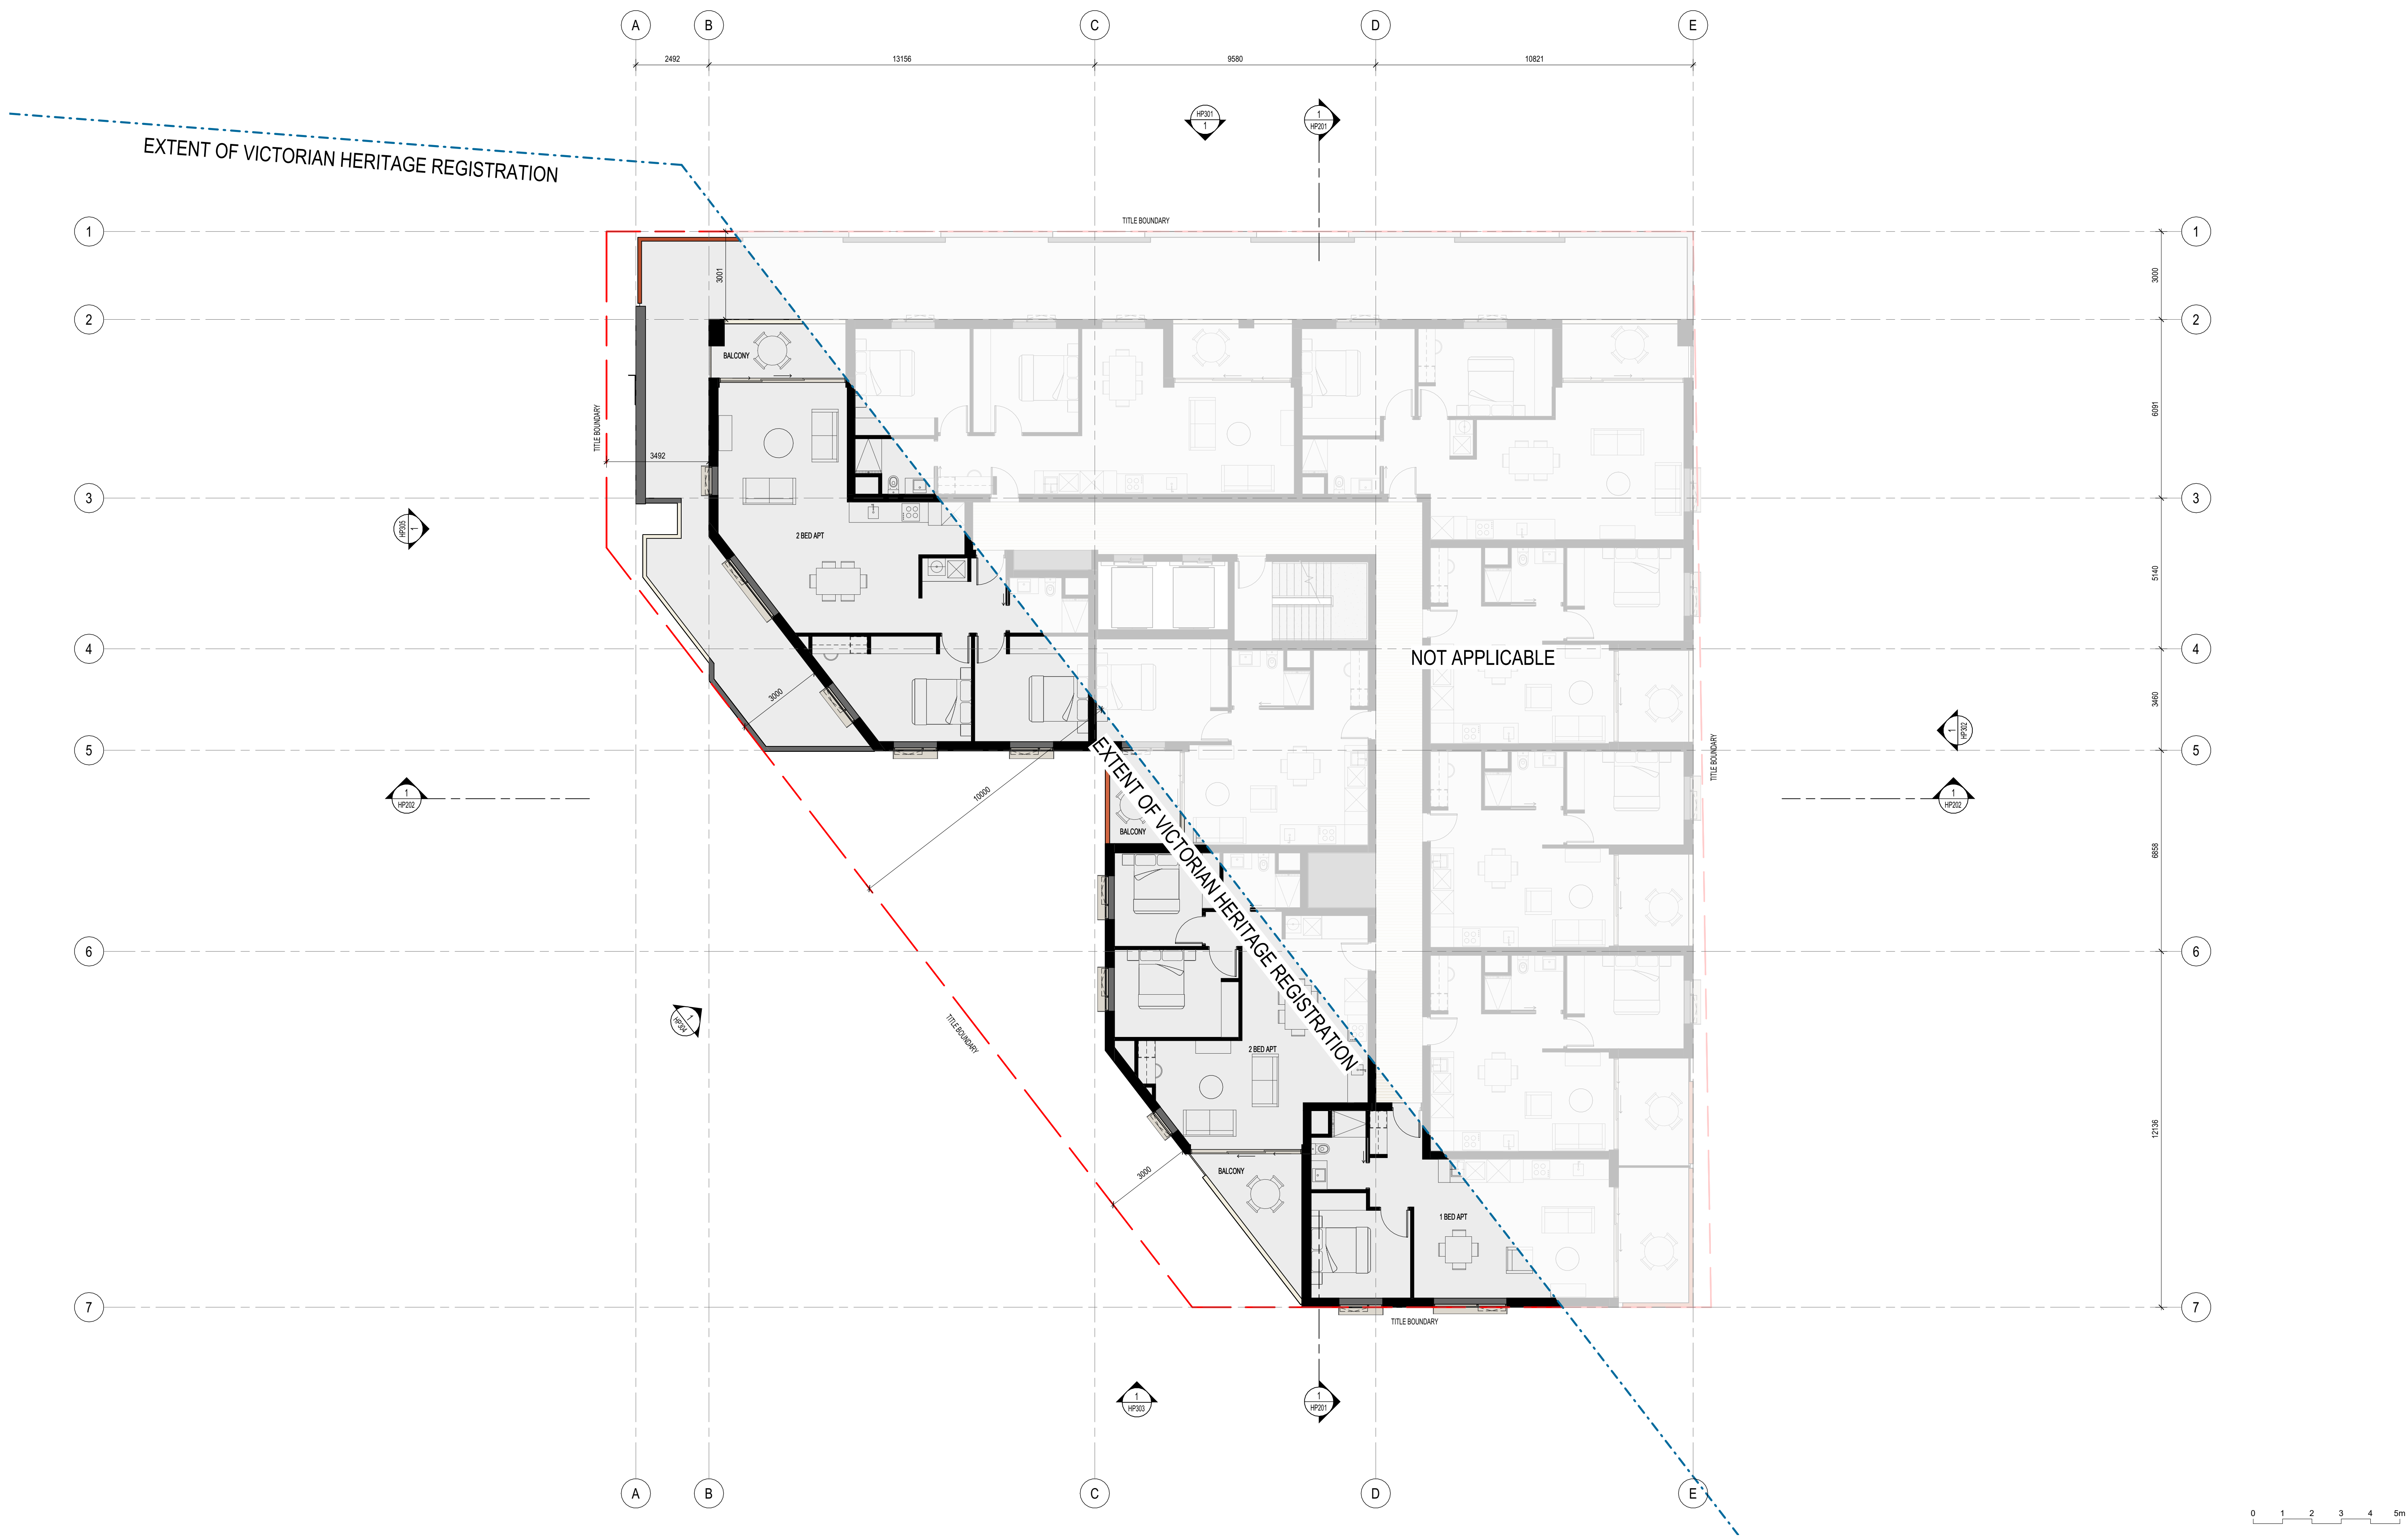 A B C D E
2492 13156 9580 10821
HP301
1
1
HP201
EXTENT OF VICTORIAN HERITAGE REGISTRATION
TITLE BOUNDARY
1 1
3001
3000
2 2
BALCONY
TITLE BOUNDARY
6091
3492
3 3
HP305
1
2 BED APT
5140
4 4
NOT APPLICABLE
3000
3460
1
HP302
5 5
TITLE BOUNDARY
EXTENT OF VICTORIAN HERITAGE REGISTRATION
10000
1
HP202
1
HP202
BALCONY
6858
6 6
1
HP304
TITLE BOUNDARY
2 BED APT
12136
3000
BALCONY
1 BED APT
7 7
TITLE BOUNDARY
1
HP303
1
HP201
A B C D E
0 1 2 3 4 5m